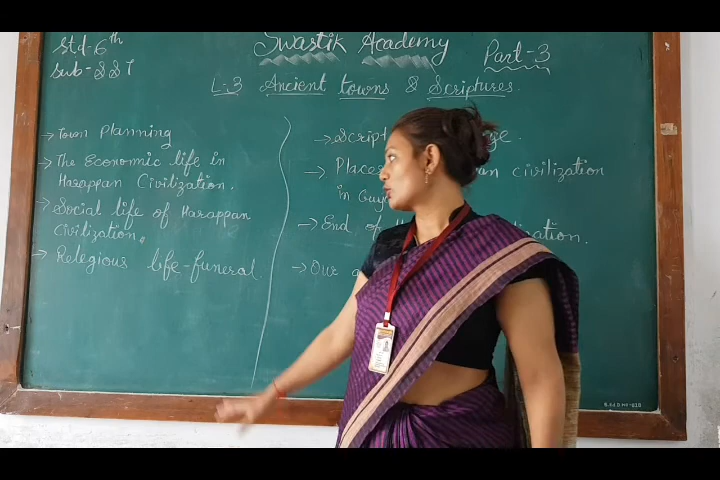 Std-6th
Sub-SST
Swastik Academy
Part-3
L-3 Ancient towns & Scriptures.
→ Town Planning
→ The Economic life in
Harappan Civilization.
→ Social life of Harappan
Civilization.
→ Relegious life-funeral.
→ Script
→ Places civilization
in
→ End of
→ Our